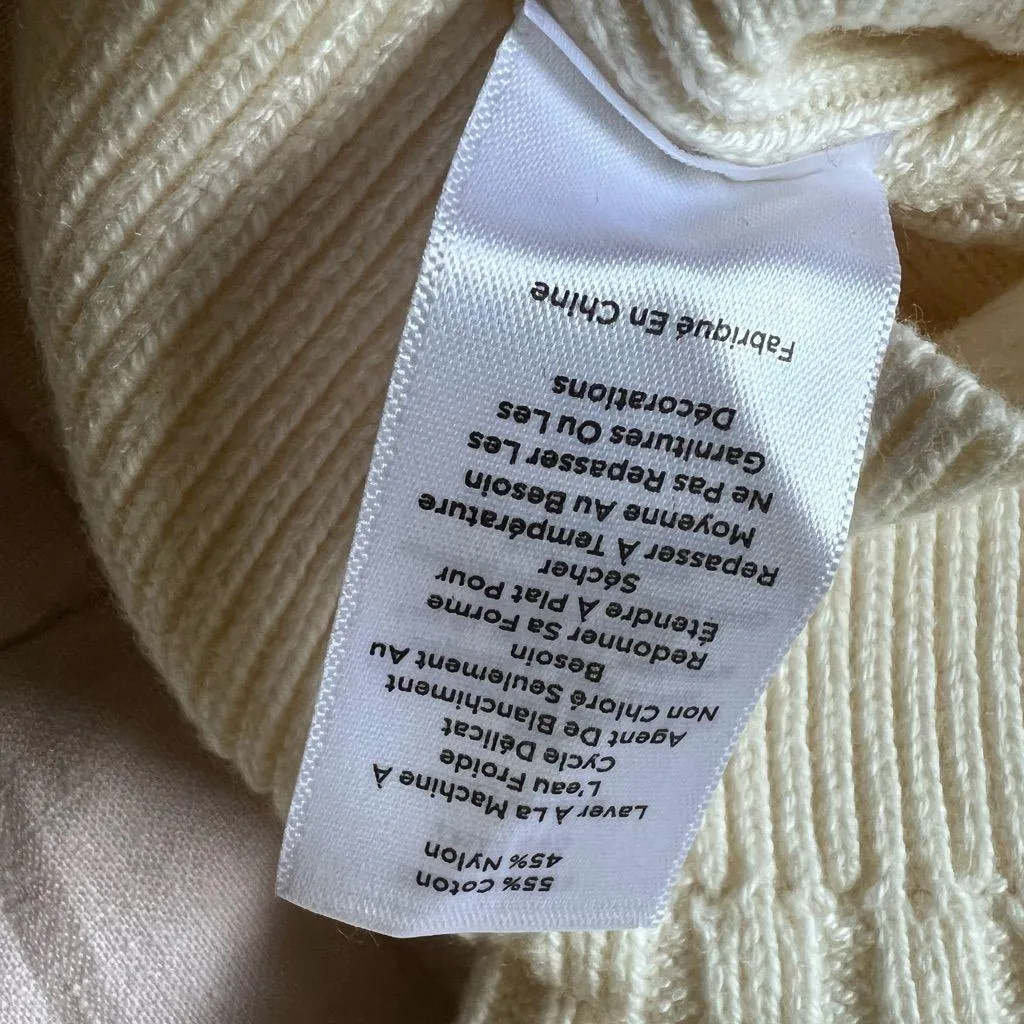 55% Coton
45% Nylon
Laver À La Machine À
L'eau Froide
Cycle Délicat
Agent De Blanchiment
Non Chloré Seulement Au
Besoin
Redonner Sa Forme
Étendre À Plat Pour
Sécher
Repasser À Température
Moyenne Au Besoin
Ne Pas Repasser Les
Garnitures Ou Les
Décorations
Fabriqué En Chine